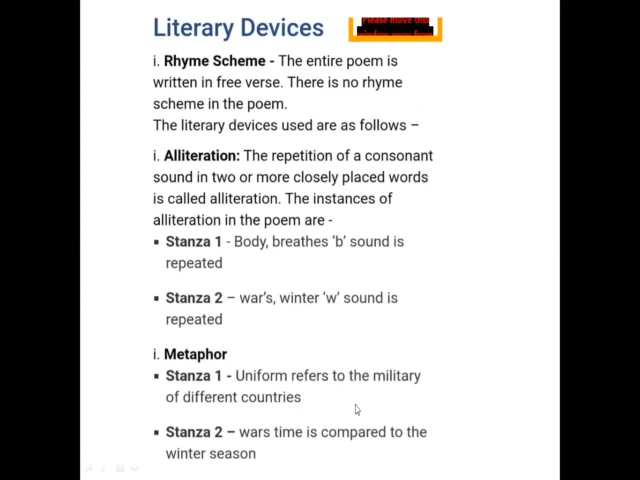 Literary Devices
Please move this
i. Rhyme Scheme - The entire poem is
written in free verse. There is no rhyme
scheme in the poem.
The literary devices used are as follows –
i. Alliteration: The repetition of a consonant
sound in two or more closely placed words
is called alliteration. The instances of
alliteration in the poem are -
▪ Stanza 1 - Body, breathes ‘b’ sound is
repeated
▪ Stanza 2 – war’s, winter ‘w’ sound is
repeated
i. Metaphor
▪ Stanza 1 - Uniform refers to the military
of different countries
▪ Stanza 2 – wars time is compared to the
winter season